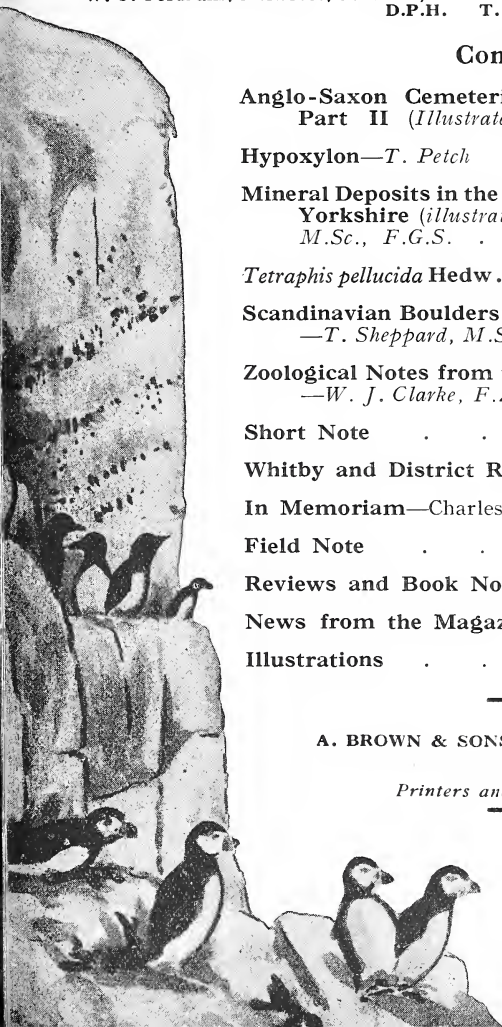 D.P.H. T.
Con
Anglo-Saxon Cemeteri
Part II (Illustrate
Hypoxylon—T. Petch
Mineral Deposits in the
Yorkshire (illustra
M.Sc., F.G.S. .
Tetraphis pellucida Hedw.
Scandinavian Boulders
—T. Sheppard, M.S
Zoological Notes from
—W. J. Clarke, F.
Short Note . .
Whitby and District R
In Memoriam—Charles
Field Note . .
Reviews and Book No
News from the Magaz
Illustrations . .
A. BROWN & SONS
Printers an